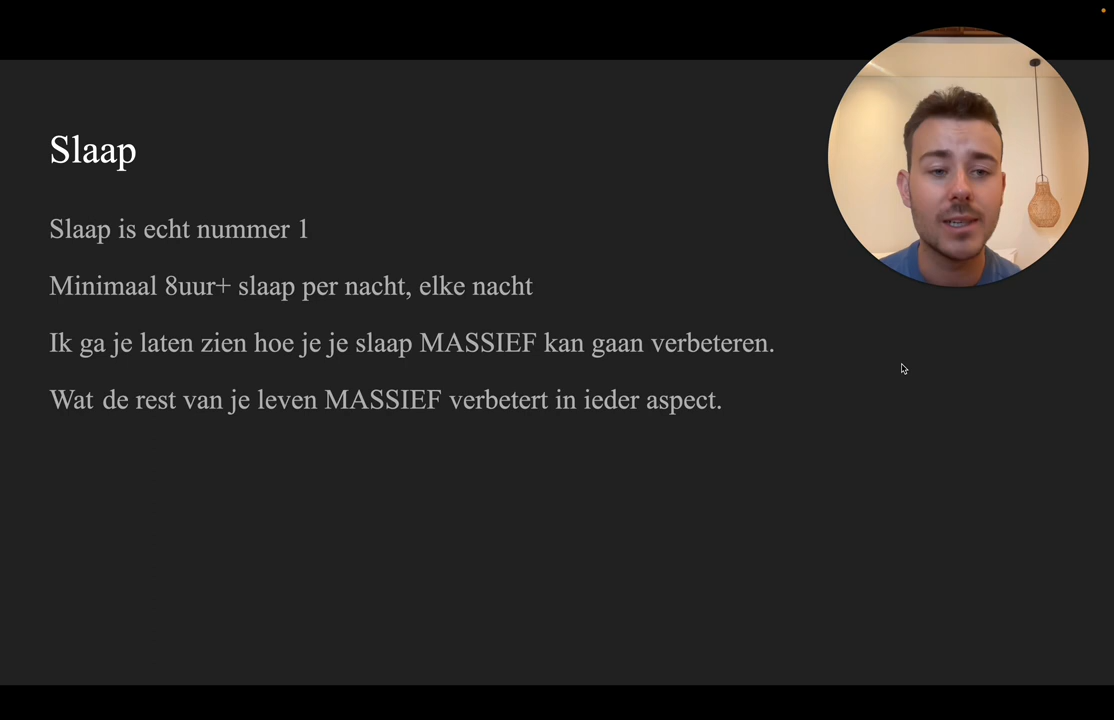 Slaap
Slaap is echt nummer 1
Minimaal 8uur+ slaap per nacht, elke nacht
Ik ga je laten zien hoe je je slaap MASSIEF kan gaan verbeteren.
Wat de rest van je leven MASSIEF verbetert in ieder aspect.